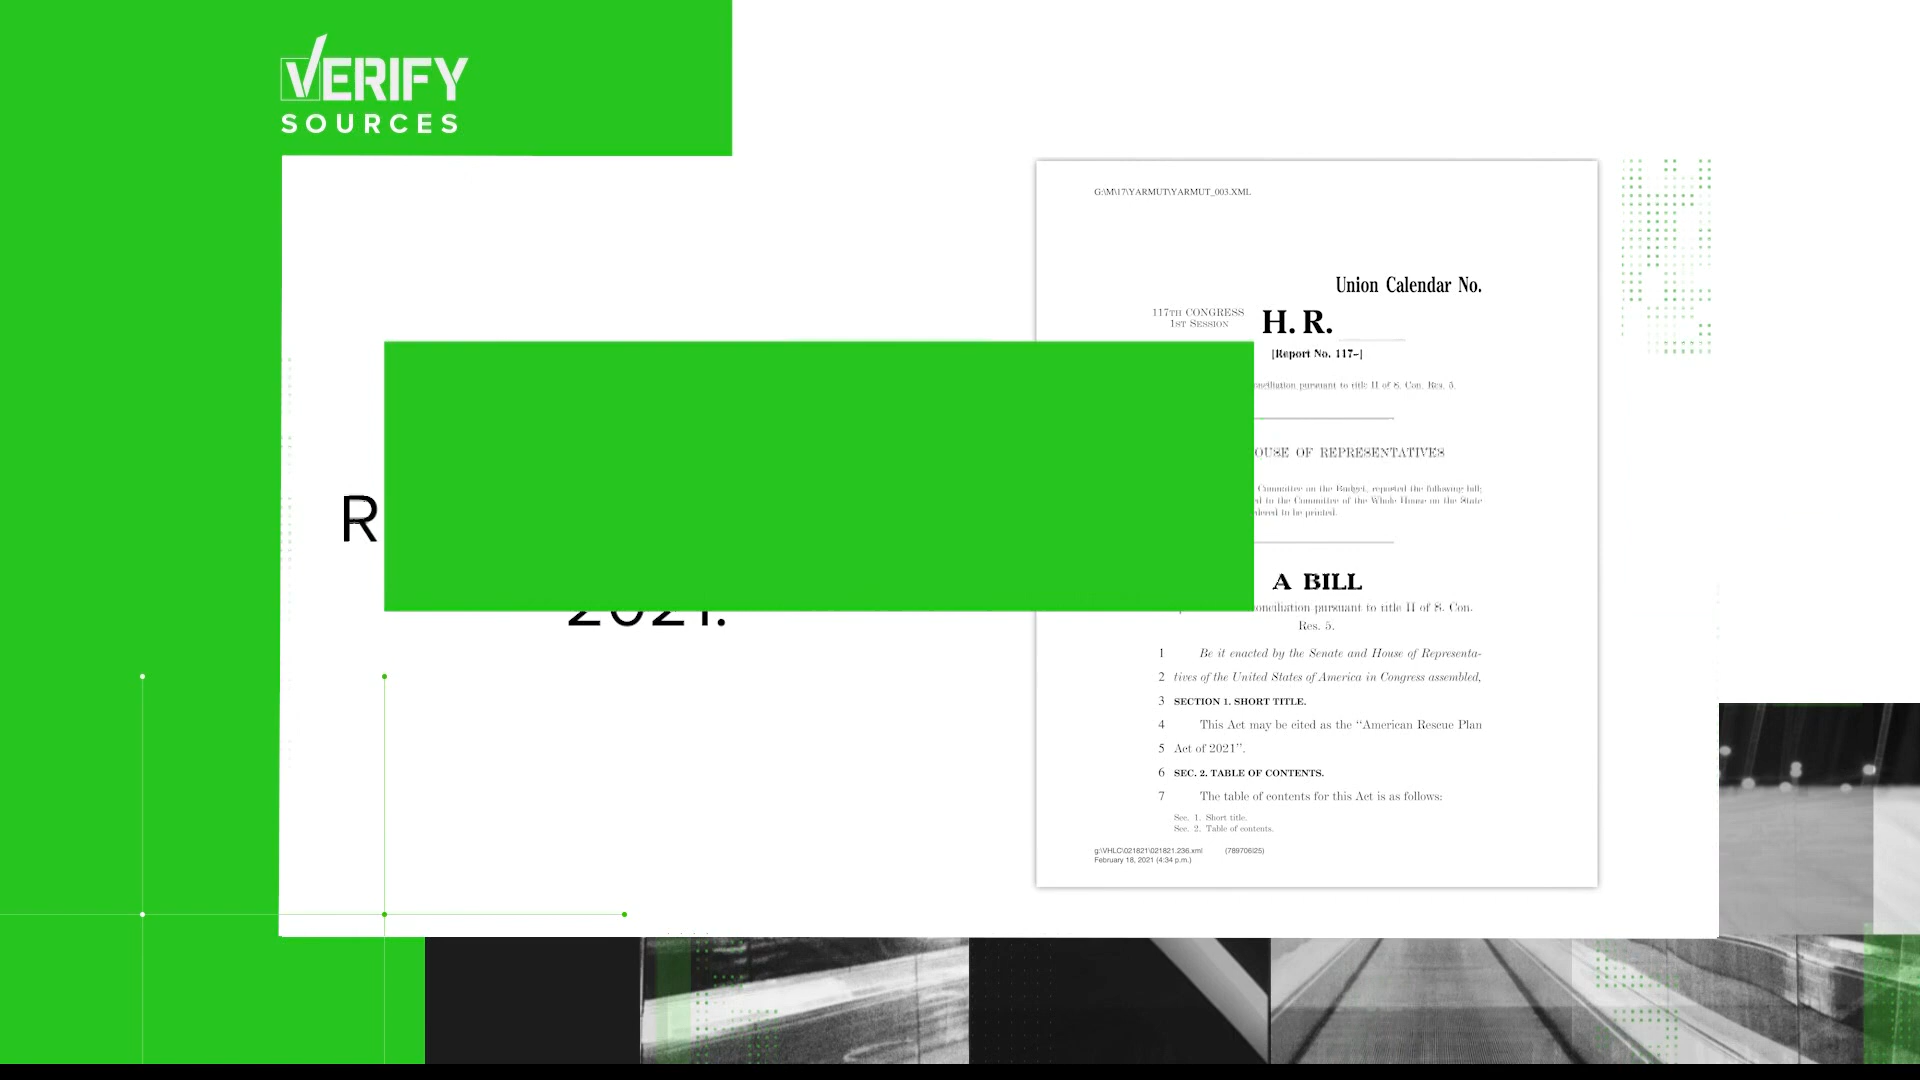 VERIFY
SOURCES
R
2021.
G:\M\17\YARMUT\YARMUT_003.XML
Union Calendar No.
117TH CONGRESS
1ST SESSION
H. R.
[Report No. 117–]
pursuant to title II of S. Con. Res. 5.
OUSE OF REPRESENTATIVES
Committee on the Budget, reported the following bill;
to the Committee of the Whole House on the State
to be printed.
A BILL
pursuant to title II of S. Con.
Res. 5.
1 Be it enacted by the Senate and House of Representa-
2 tives of the United States of America in Congress assembled,
3 SECTION 1. SHORT TITLE.
4 This Act may be cited as the “American Rescue Plan
5 Act of 2021”.
6 SEC. 2. TABLE OF CONTENTS.
7 The table of contents for this Act is as follows:
Sec. 1. Short title.
Sec. 2. Table of contents.
g:\VHLC\021821\021821.236.xml (789706|25)
February 18, 2021 (4:34 p.m.)